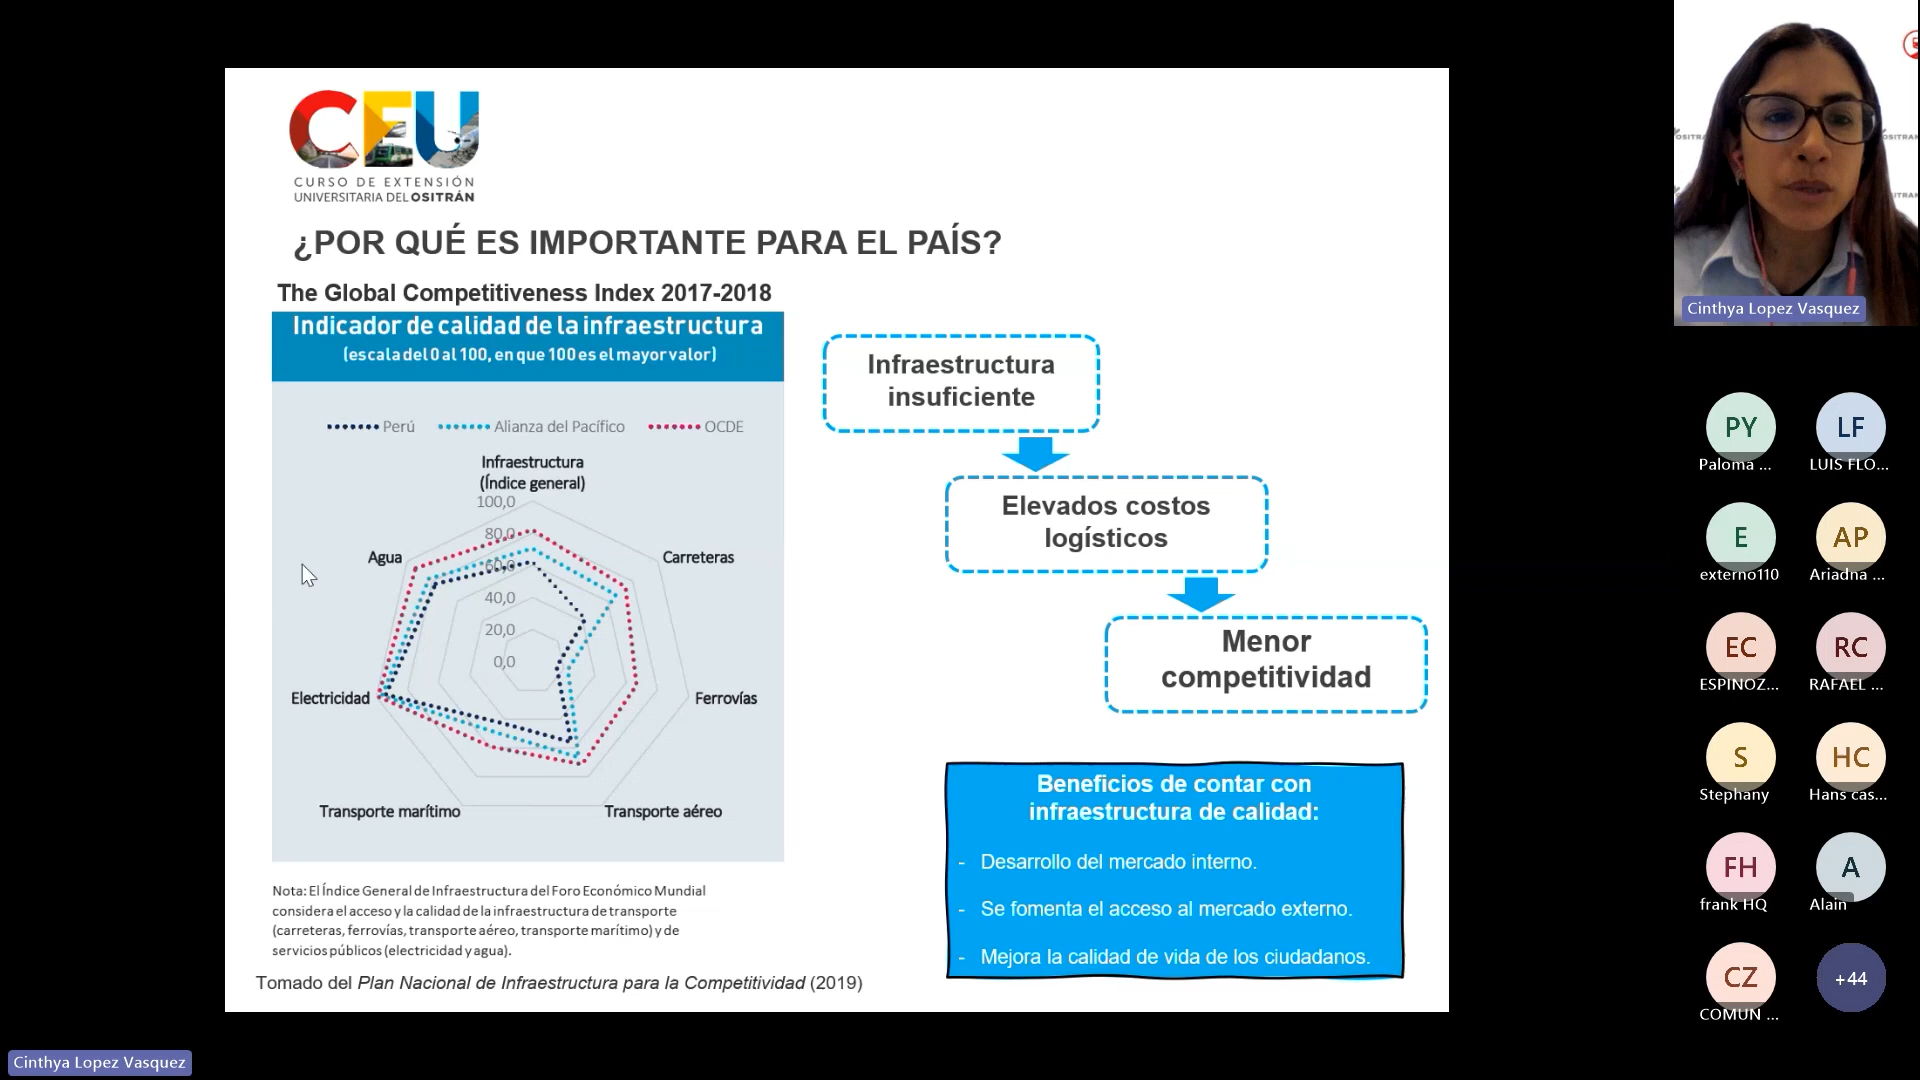 CEU
CURSO DE EXTENSIÓN
UNIVERSITARIA DEL OSITRÁN
¿POR QUÉ ES IMPORTANTE PARA EL PAÍS?
The Global Competitiveness Index 2017-2018
Indicador de calidad de la infraestructura
(escala del 0 al 100, en que 100 es el mayor valor)
Perú
Alianza del Pacífico
OCDE
Infraestructura
(Índice general)
100,0
80,0
60,0
40,0
20,0
0,0
Agua
Carreteras
Electricidad
Ferrovías
Transporte marítimo
Transporte aéreo
Nota: El Índice General de Infraestructura del Foro Económico Mundial
considera el acceso y la calidad de la infraestructura de transporte
(carreteras, ferrovías, transporte aéreo, transporte marítimo) y de
servicios públicos (electricidad y agua).
Tomado del Plan Nacional de Infraestructura para la Competitividad (2019)
Infraestructura
insuficiente
Elevados costos
logísticos
Menor
competitividad
Beneficios de contar con
infraestructura de calidad:
- Desarrollo del mercado interno.
- Se fomenta el acceso al mercado externo.
- Mejora la calidad de vida de los ciudadanos.
Cinthya Lopez Vasquez
PY
Paloma ...
LF
LUIS FLO...
E
externo110
AP
Ariadna ...
EC
ESPINOZ...
RC
RAFAEL ...
S
Stephany
HC
Hans cas...
FH
frank HQ
A
Alain
CZ
COMUN ...
+44
Cinthya Lopez Vasquez